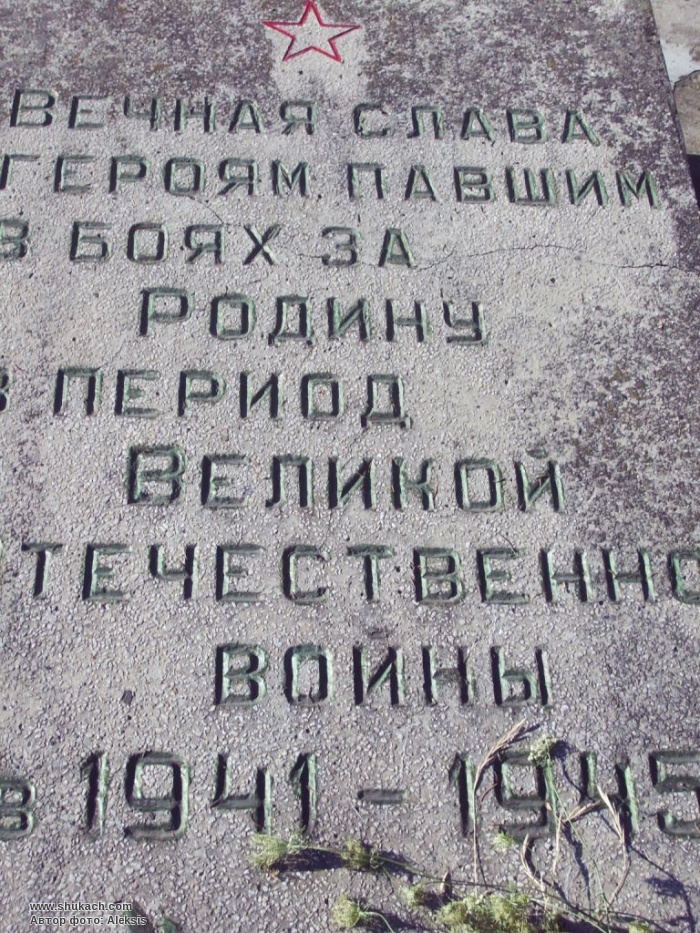 Вечная слава
героям павшим
в боях за
Родину
в период
Великой
течественно
войны
в 1941 - 1945
www.shukach.com
Автор фото: Aleksis